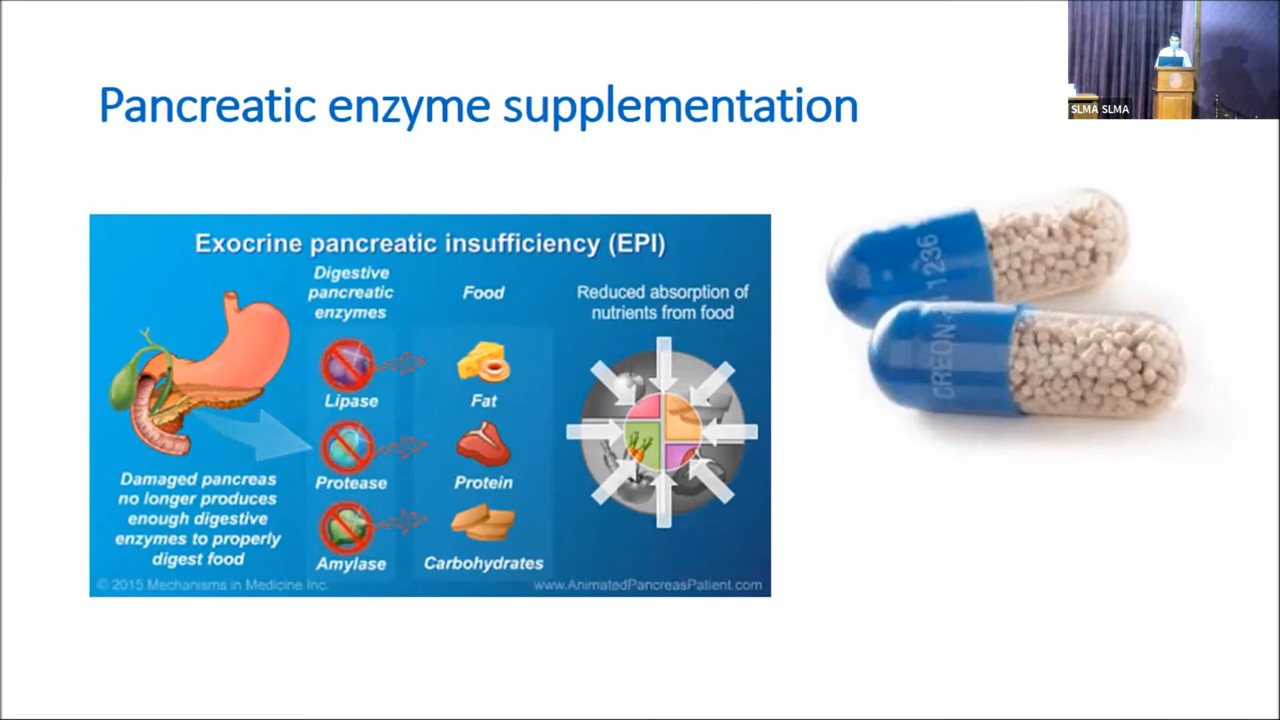 Pancreatic enzyme supplementation
SLMA SLMA
Exocrine pancreatic insufficiency (EPI)
Digestive
pancreatic
enzymes
Food
Reduced absorption of
nutrients from food
Lipase
Fat
Protease
Protein
Amylase
Carbohydrates
Damaged pancreas
no longer produces
enough digestive
enzymes to properly
digest food
© 2015 Mechanisms in Medicine Inc.
www.AnimatedPancreasPatient.com
1236
CREON